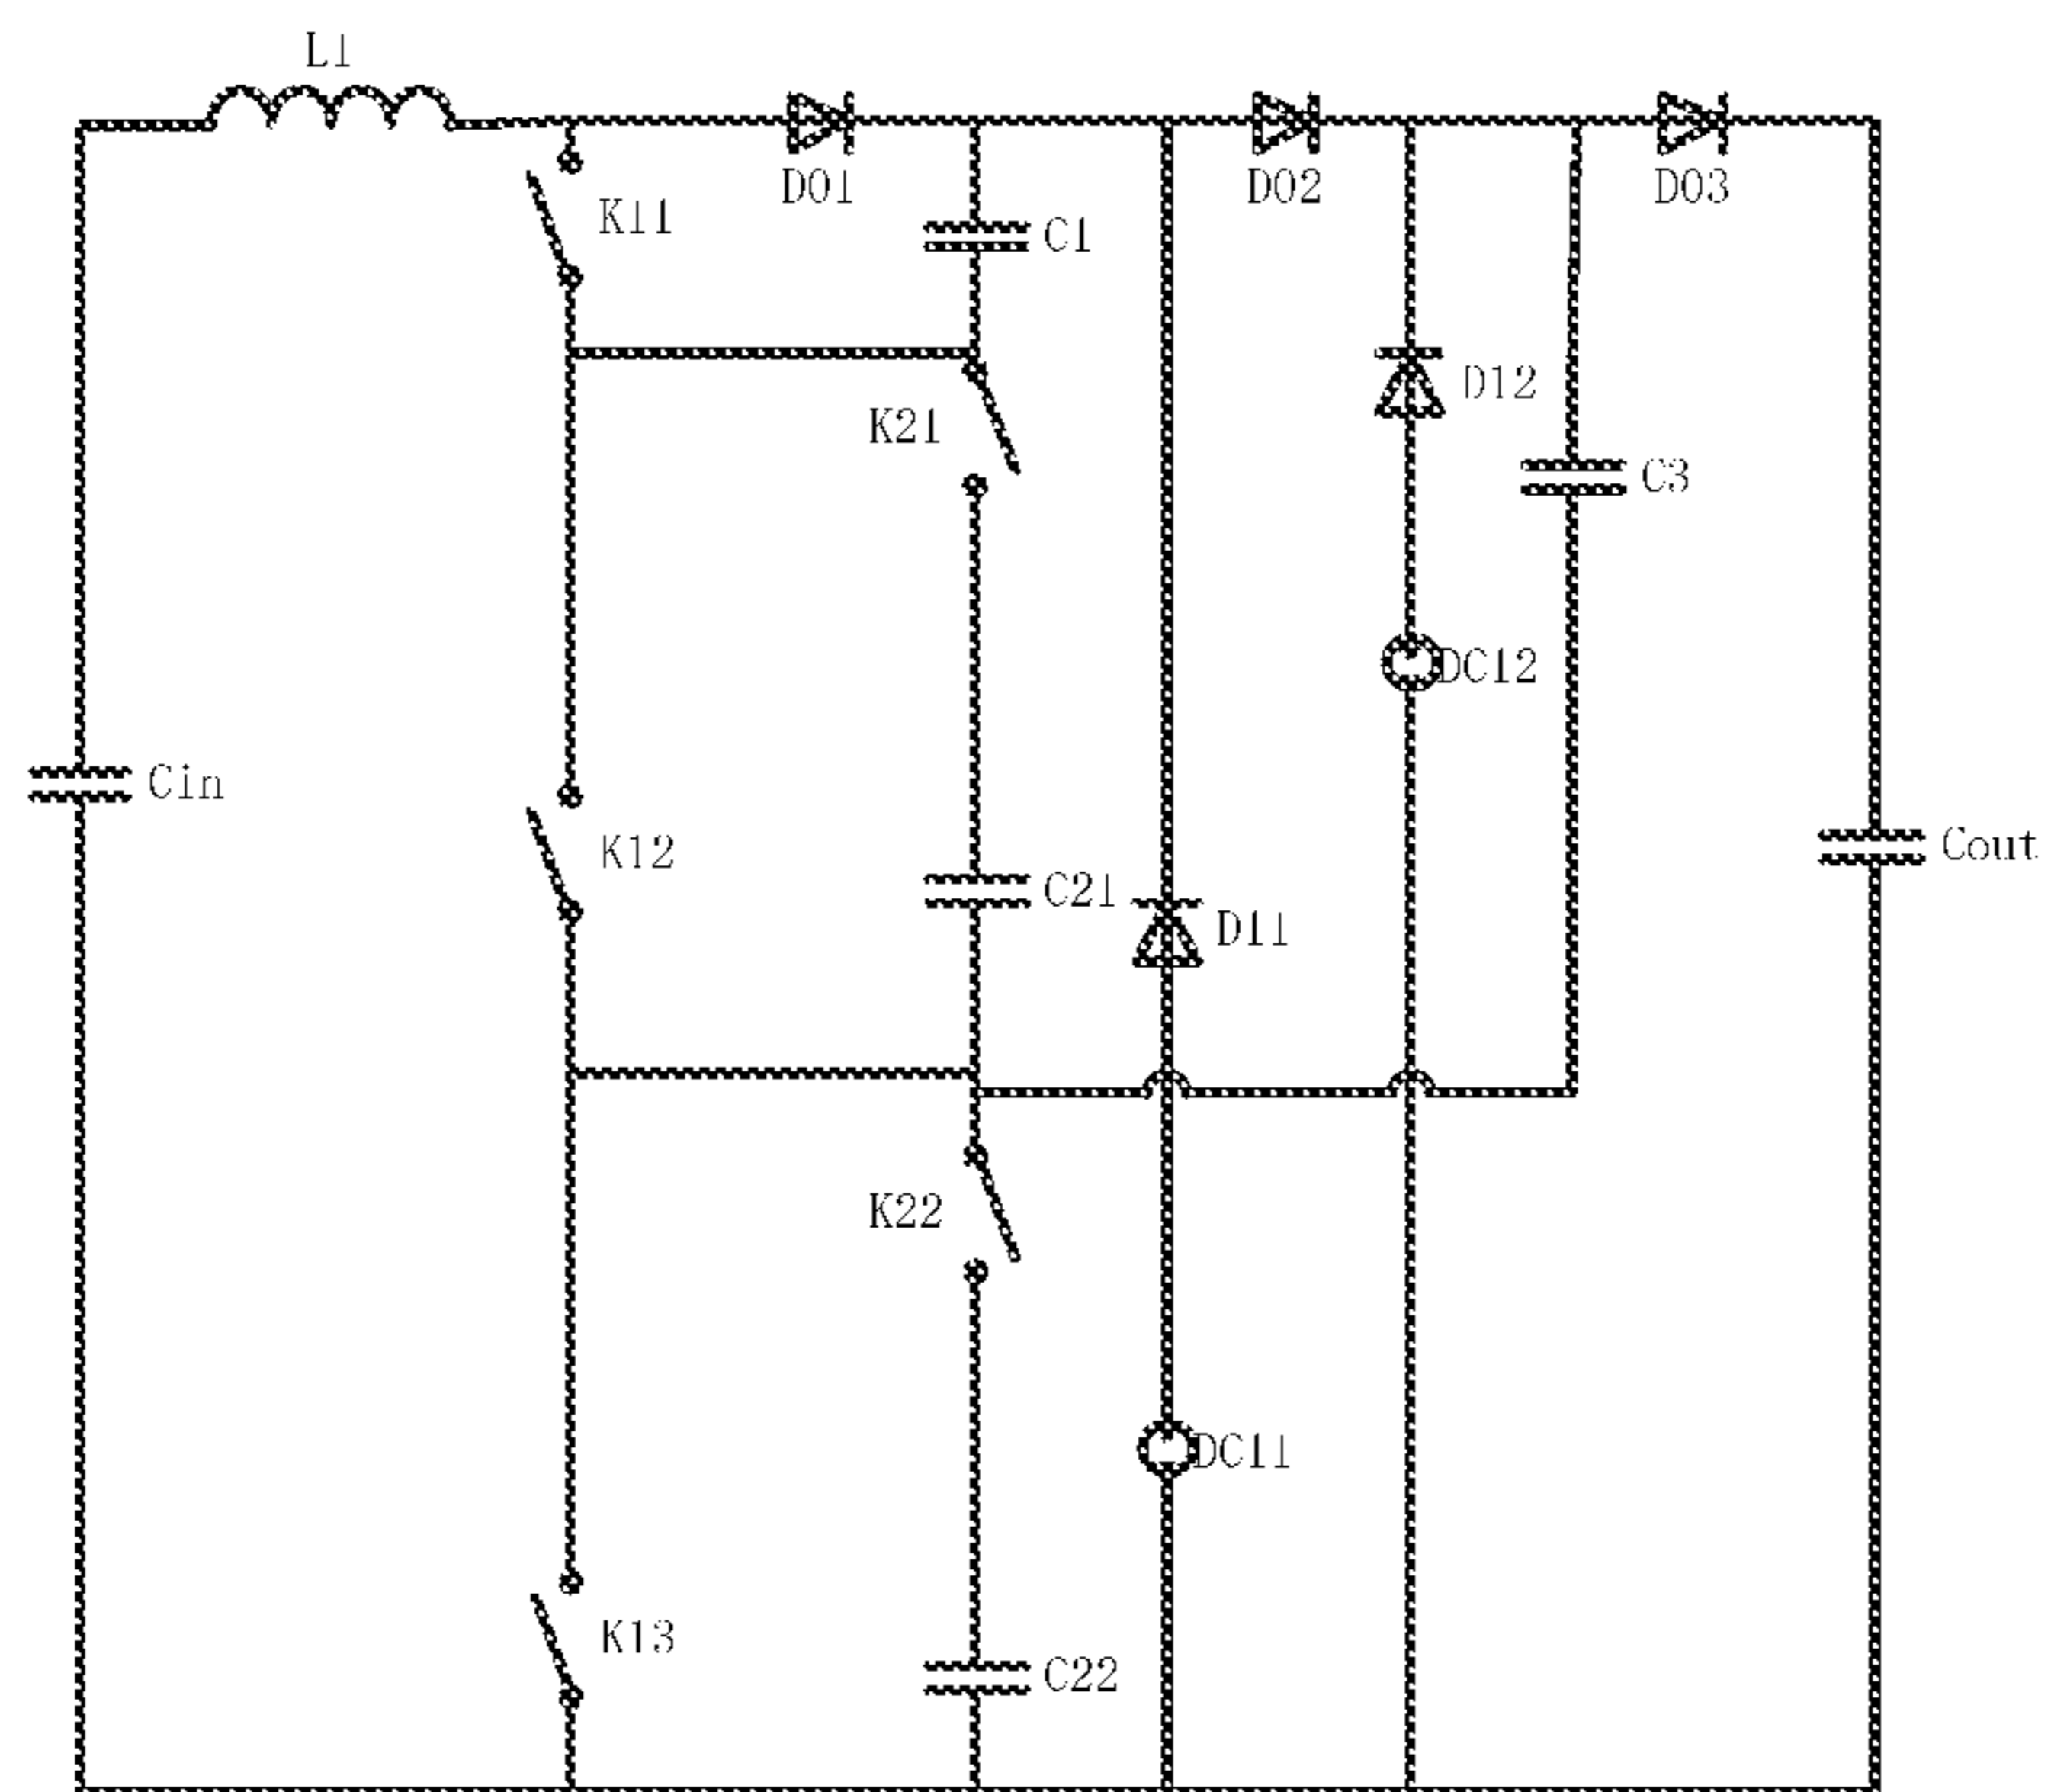 L1
K11
D01
C1
D02
D03
K21
D12
C3
DC12
Cin
K12
C21
D11
Cout
K22
DC11
K13
C22